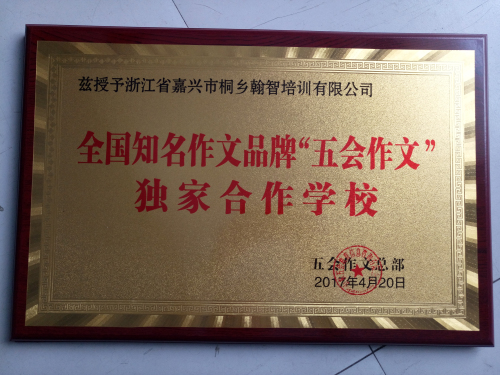 兹授予浙江省嘉兴市桐乡翰智培训有限公司
全国知名作文品牌“五会作文”
独家合作学校
五会作文总部
2017年4月20日